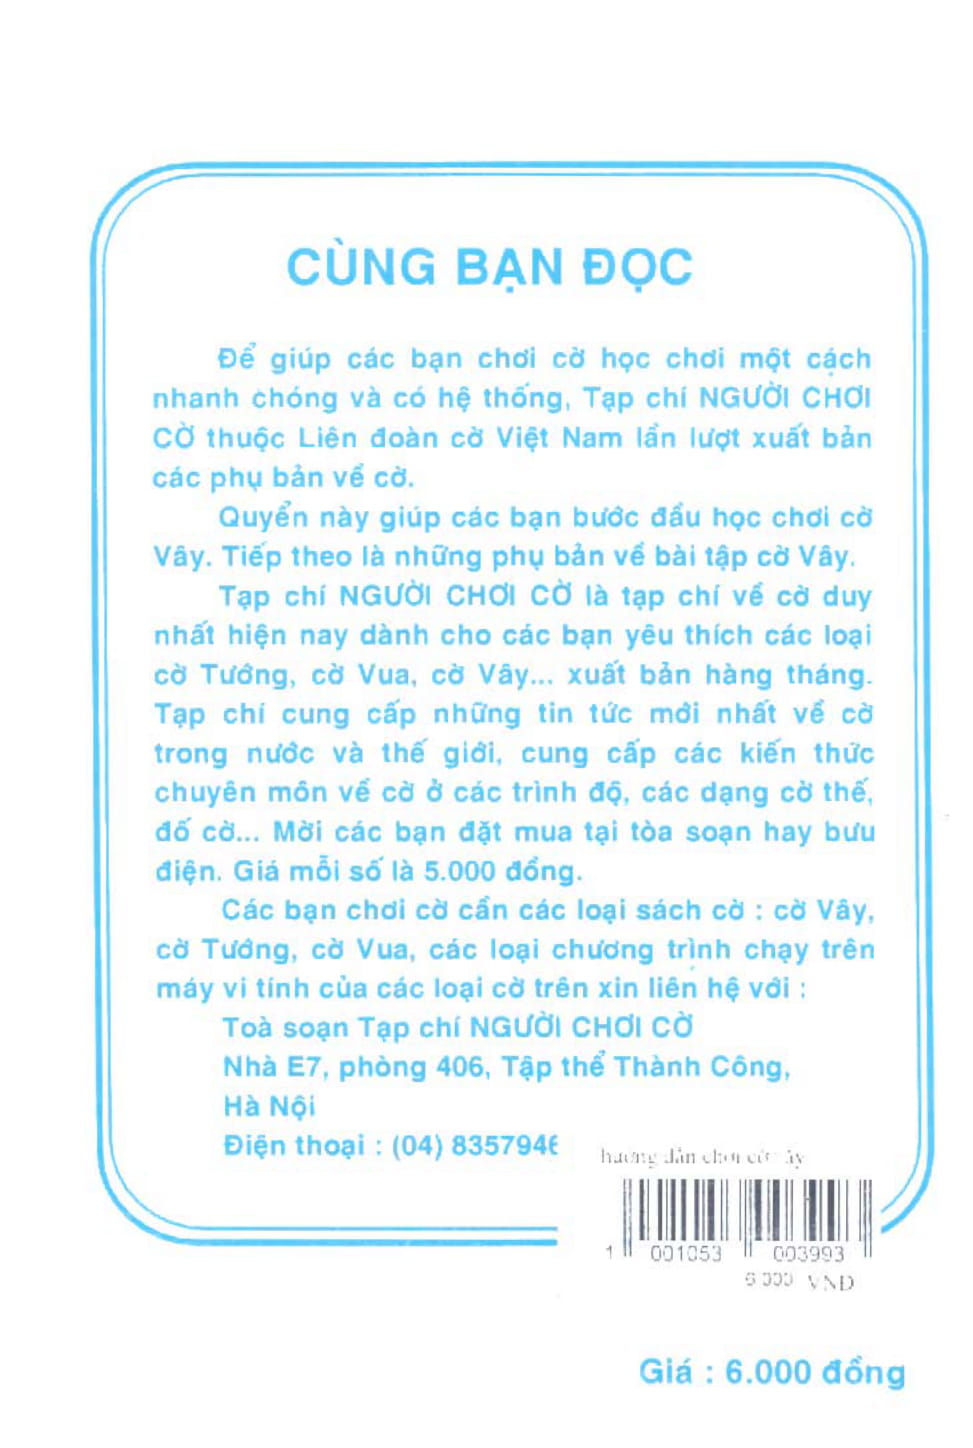 CÙNG BẠN ĐỌC
Để giúp các bạn chơi cờ học chơi một cách
nhanh chóng và có hệ thống, Tạp chí NGƯỜI CHƠI
CỜ thuộc Liên đoàn cờ Việt Nam lần lượt xuất bản
các phụ bản về cờ.
Quyển này giúp các bạn bước đầu học chơi cờ
Vây. Tiếp theo là những phụ bản về bài tập cờ Vây.
Tạp chí NGƯỜI CHƠI CỜ là tạp chí về cờ duy
nhất hiện nay dành cho các bạn yêu thích các loại
cờ Tướng, cờ Vua, cờ Vây... xuất bản hàng tháng.
Tạp chí cung cấp những tin tức mới nhất về cờ
trong nước và thế giới, cung cấp các kiến thức
chuyên môn về cờ ở các trình độ, các dạng cờ thế,
đố cờ... Mời các bạn đặt mua tại tòa soạn hay bưu
điện. Giá mỗi số là 5.000 đồng.
Các bạn chơi cờ cần các loại sách cờ : cờ Vây,
cờ Tướng, cờ Vua, các loại chương trình chạy trên
máy vi tính của các loại cờ trên xin liên hệ với :
Toà soạn Tạp chí NGƯỜI CHƠI CỜ
Nhà E7, phòng 406, Tập thể Thành Công,
Hà Nội
Điện thoại : (04) 8357946
hướng dẫn chơi cờ
1 001053 003993
6 000 VND
Giá : 6.000 đồng